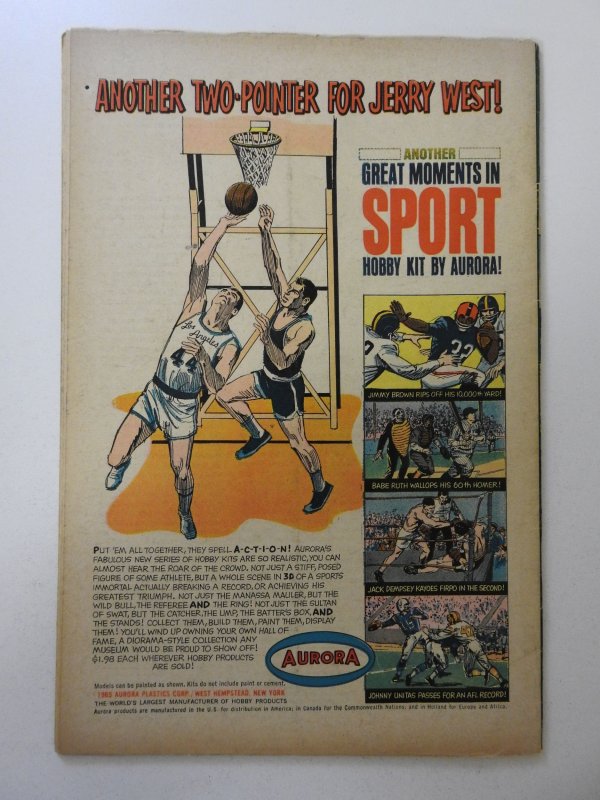 ANOTHER TWO-POINTER FOR JERRY WEST!
ANOTHER
GREAT MOMENTS IN
SPORT
HOBBY KIT BY AURORA!
Los Angeles
44
32
JIMMY BROWN RIPS OFF HIS 10,000TH YARD!
BABE RUTH WALLOPS HIS 60TH HOMER!
JACK DEMPSEY KAYOES FIRPO IN THE SECOND!
JOHNNY UNITAS PASSES FOR AN AFL RECORD!
PUT 'EM ALL TOGETHER, THEY SPELL A-C-T-I-O-N! AURORA'S
FABULOUS NEW SERIES OF HOBBY KITS ARE SO REALISTIC, YOU CAN
ALMOST HEAR THE ROAR OF THE CROWD. NOT JUST A STIFF, POSED
FIGURE OF SOME ATHLETE, BUT A WHOLE SCENE IN 3D OF A SPORTS
IMMORTAL ACTUALLY BREAKING A RECORD, OR ACHIEVING HIS
GREATEST TRIUMPH. NOT JUST THE MANASSA MAULER, BUT THE
WILD BULL, THE REFEREE AND THE RING! NOT JUST THE SULTAN
OF SWAT, BUT THE CATCHER, THE UMP, THE BATTER'S BOX, AND
THE STANDS! COLLECT THEM, BUILD THEM, PAINT THEM, DISPLAY
THEM! YOU'LL WIND UP OWNING YOUR OWN HALL OF
FAME, A DIORAMA-STYLE COLLECTION ANY
MUSEUM WOULD BE PROUD TO SHOW OFF!
$1.98 EACH WHEREVER HOBBY PRODUCTS
ARE SOLD!
AURORA
Models can be painted as shown. Kits do not include paint or cement.
1965 AURORA PLASTICS CORP./WEST HEMPSTEAD, NEW YORK
THE WORLD'S LARGEST MANUFACTURER OF HOBBY PRODUCTS
Aurora products are manufactured in the U.S. for distribution in America; in Canada for the Commonwealth Nations, and in Holland for Europe and Africa.